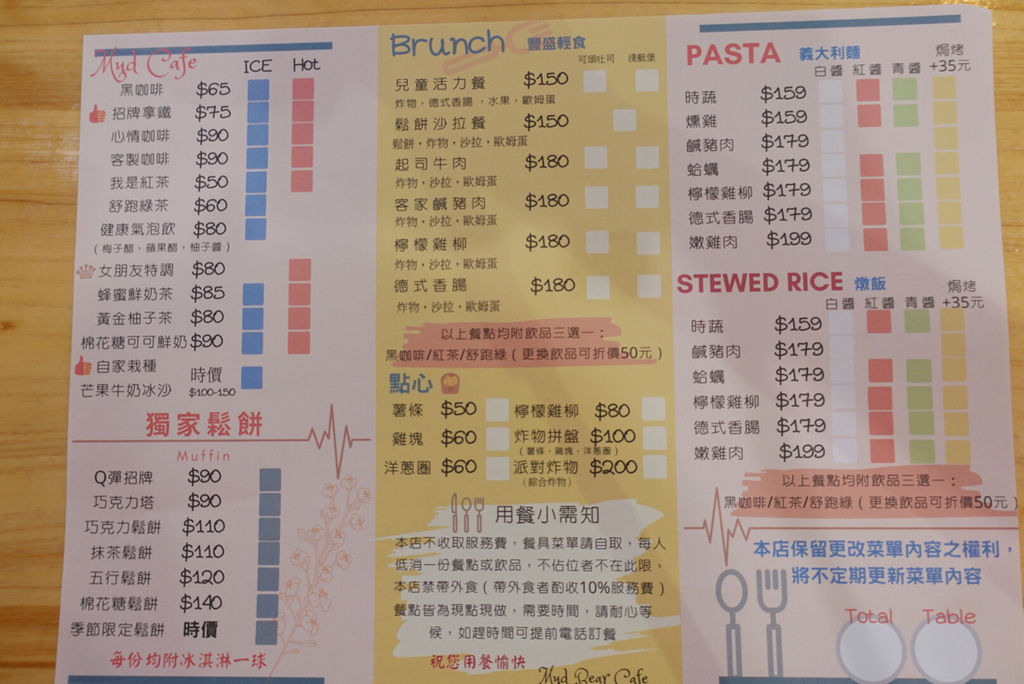 Mud Cafe
ICE Hot
黑咖啡 $65
招牌拿鐵 $75
心情咖啡 $90
客製咖啡 $90
我是紅茶 $50
舒跑綠茶 $60
健康氣泡飲 $80
(梅子醋,蘋果醋,柚子醬)
女朋友特調 $80
蜂蜜鮮奶茶 $85
黃金柚子茶 $80
棉花糖可可鮮奶 $90
自家栽種
芒果牛奶冰沙 時價
$100-150
獨家鬆餅
Muffin
Q彈招牌 $90
巧克力塔 $90
巧克力鬆餅 $110
抹茶鬆餅 $110
五行鬆餅 $120
棉花糖鬆餅 $140
季節限定鬆餅 時價
每份均附冰淇淋一球
Brunch 豐盛輕食
可頌吐司 淺艇堡
兒童活力餐 $150
炸物、德式香腸、水果、歐姆蛋
鬆餅沙拉餐 $150
鬆餅、炸物、沙拉、歐姆蛋
起司牛肉 $180
炸物、沙拉、歐姆蛋
客家鹹豬肉 $180
炸物、沙拉、歐姆蛋
檸檬雞柳 $180
炸物、沙拉、歐姆蛋
德式香腸 $180
炸物、沙拉、歐姆蛋
以上餐點均附飲品三選一:
黑咖啡/紅茶/舒跑綠(更換飲品可折價50元)
點心
薯條 $50 檸檬雞柳 $80
雞塊 $60 炸物拼盤 $100
(薯條,雞塊,洋蔥圈)
洋蔥圈 $60 派對炸物 $200
(綜合炸物)
用餐小需知
本店不收取服務費,餐具菜單請自取,每人
低消一份餐點或飲品,不佔位者不在此限,
本店禁帶外食(帶外食者酌收10%服務費)
餐點皆為現點現做,需要時間,請耐心等
候,如趕時間可提前電話訂餐
祝您用餐愉快
Mud Bear Cafe
PASTA 義大利麵
白醬 紅醬 青醬 焗烤
+35元
時蔬 $159
燻雞 $159
鹹豬肉 $179
蛤蠣 $179
檸檬雞柳 $179
德式香腸 $179
嫩雞肉 $199
STEWED RICE 燉飯
白醬 紅醬 青醬 焗烤
+35元
時蔬 $159
鹹豬肉 $179
蛤蠣 $179
檸檬雞柳 $179
德式香腸 $179
嫩雞肉 $199
以上餐點均附飲品三選一:
黑咖啡/紅茶/舒跑綠(更換飲品可折價50元)
本店保留更改菜單內容之權利,
將不定期更新菜單內容
Total Table